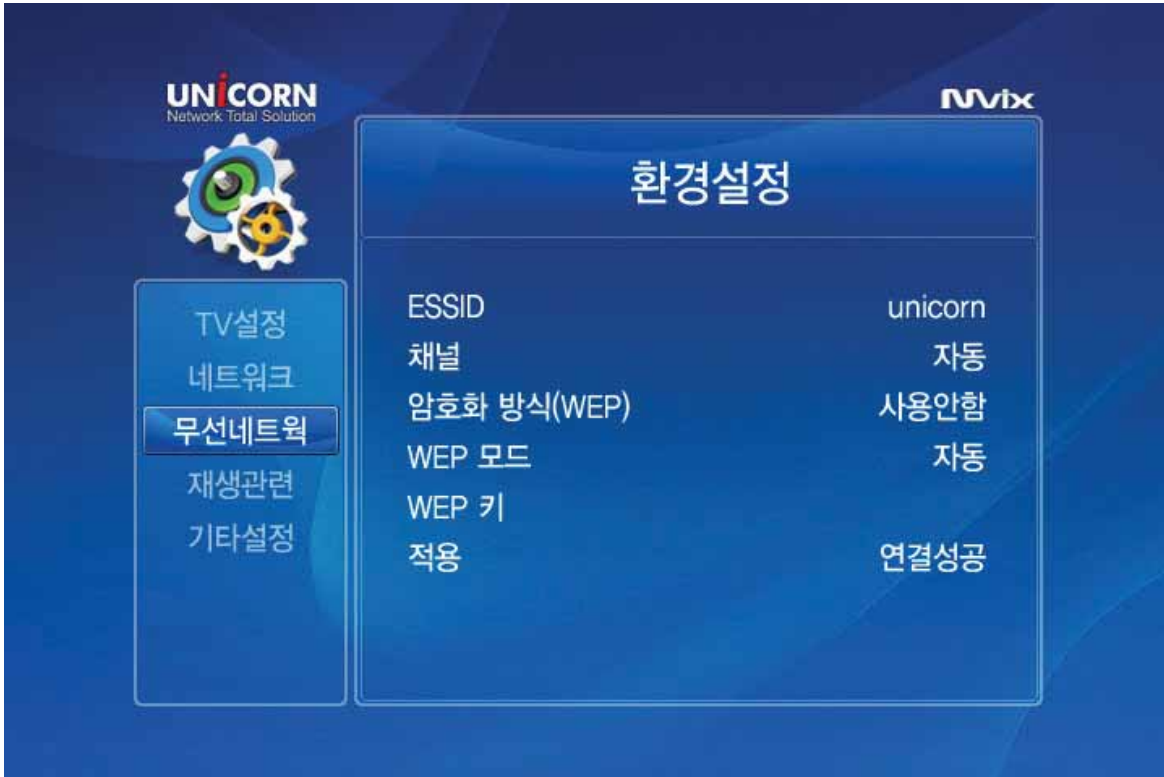 UNiCORN
Network Total Solution
Mvix
환경설정
TV설정
네트워크
무선네트웍
재생관련
기타설정
ESSID unicorn
채널 자동
암호화 방식(WEP) 사용안함
WEP 모드 자동
WEP 키
적용 연결성공